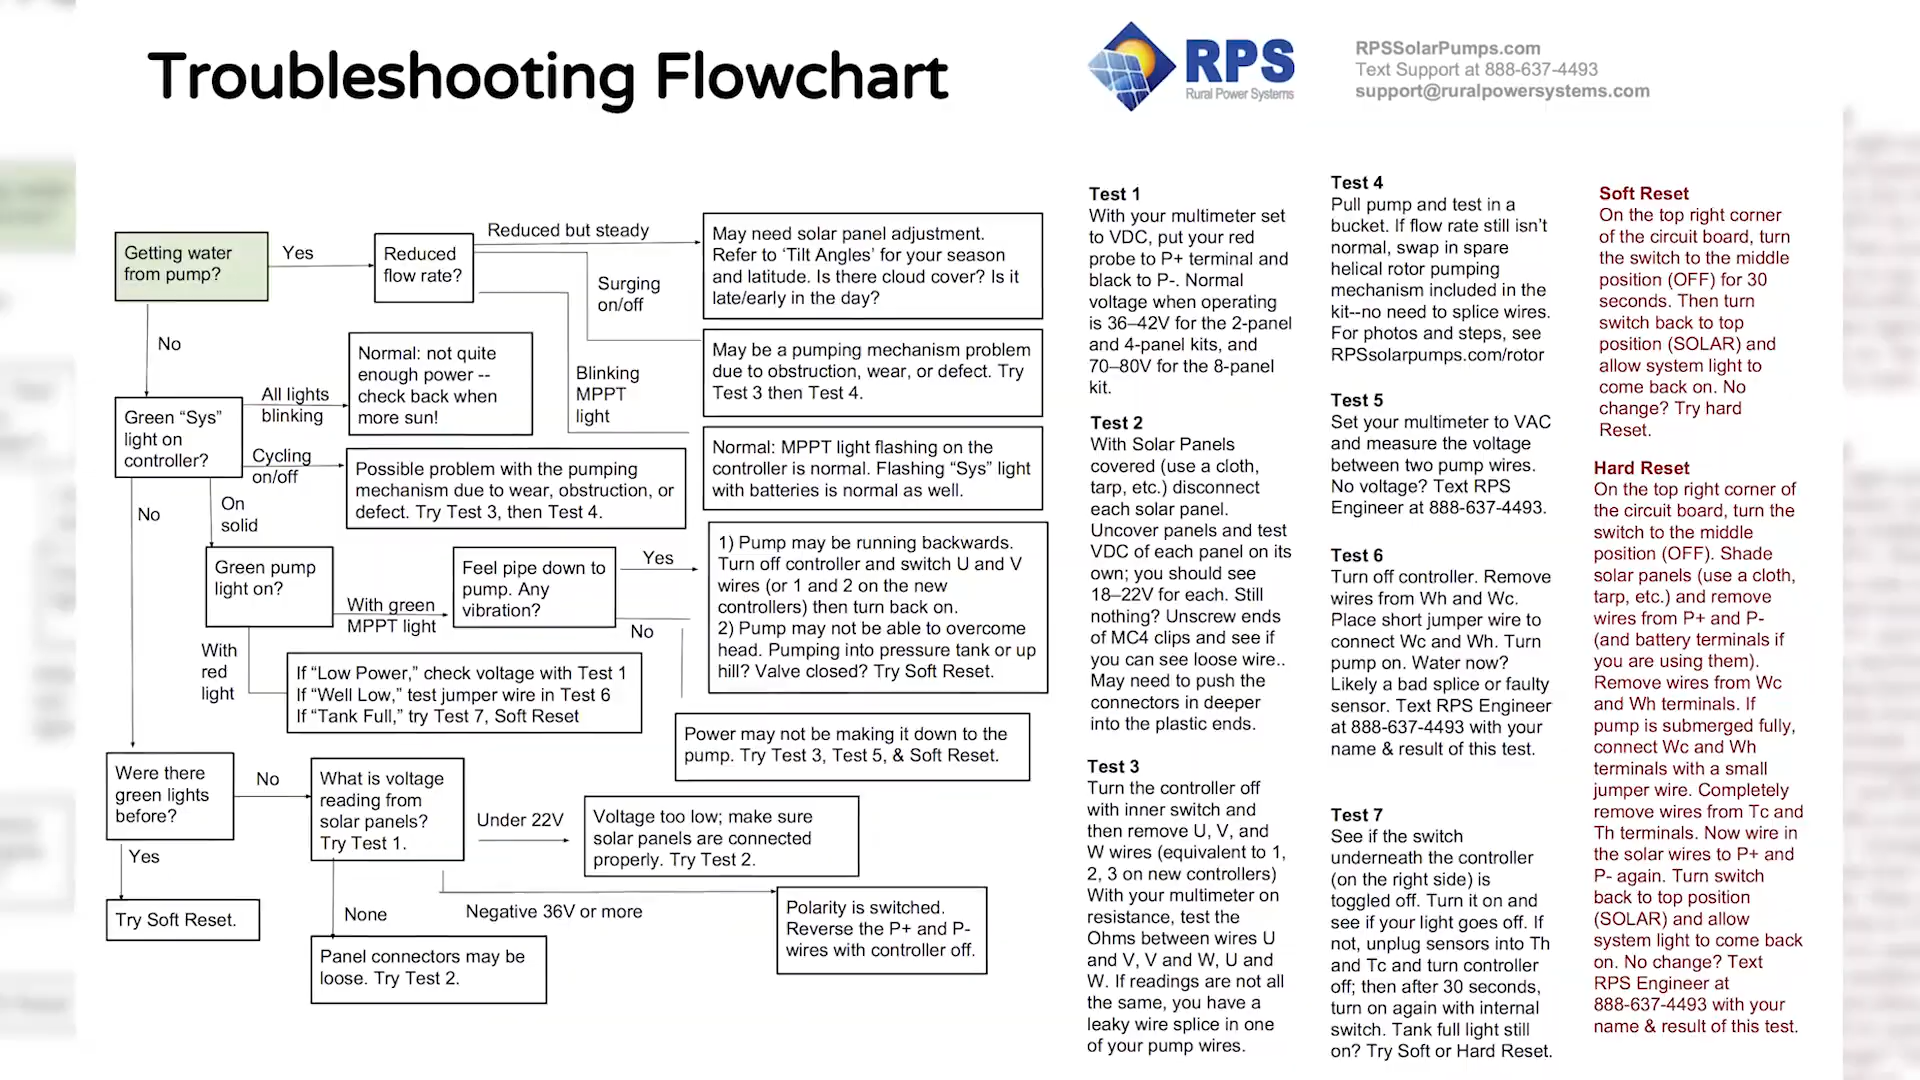 Troubleshooting Flowchart
RPS
Rural Power Systems
RPSSolarPumps.com
Text Support at 888-637-4493
support@ruralpowersystems.com
Getting water
from pump?
Yes
Reduced
flow rate?
Reduced but steady
May need solar panel adjustment.
Refer to ‘Tilt Angles’ for your season
and latitude. Is there cloud cover? Is it
late/early in the day?
Surging
on/off
May be a pumping mechanism problem
due to obstruction, wear, or defect. Try
Test 3 then Test 4.
Blinking
MPPT
light
Normal: MPPT light flashing on the
controller is normal. Flashing “Sys” light
with batteries is normal as well.
No
Green “Sys”
light on
controller?
All lights
blinking
Normal: not quite
enough power --
check back when
more sun!
Cycling
on/off
Possible problem with the pumping
mechanism due to wear, obstruction, or
defect. Try Test 3, then Test 4.
On
solid
Green pump
light on?
With green
MPPT light
Feel pipe down to
pump. Any
vibration?
Yes
1) Pump may be running backwards.
Turn off controller and switch U and V
wires (or 1 and 2 on the new
controllers) then turn back on.
2) Pump may not be able to overcome
head. Pumping into pressure tank or up
hill? Valve closed? Try Soft Reset.
No
Power may not be making it down to the
pump. Try Test 3, Test 5, & Soft Reset.
With
red
light
If “Low Power,” check voltage with Test 1
If “Well Low,” test jumper wire in Test 6
If “Tank Full,” try Test 7, Soft Reset
No
Were there
green lights
before?
Yes
Try Soft Reset.
No
What is voltage
reading from
solar panels?
Try Test 1.
Under 22V
Voltage too low; make sure
solar panels are connected
properly. Try Test 2.
Negative 36V or more
Polarity is switched.
Reverse the P+ and P-
wires with controller off.
None
Panel connectors may be
loose. Try Test 2.
Test 1
With your multimeter set
to VDC, put your red
probe to P+ terminal and
black to P-. Normal
voltage when operating
is 36–42V for the 2-panel
and 4-panel kits, and
70–80V for the 8-panel
kit.
Test 2
With Solar Panels
covered (use a cloth,
tarp, etc.) disconnect
each solar panel.
Uncover panels and test
VDC of each panel on its
own; you should see
18–22V for each. Still
nothing? Unscrew ends
of MC4 clips and see if
you can see loose wire..
May need to push the
connectors in deeper
into the plastic ends.
Test 3
Turn the controller off
with inner switch and
then remove U, V, and
W wires (equivalent to 1,
2, 3 on new controllers)
With your multimeter on
resistance, test the
Ohms between wires U
and V, V and W, U and
W. If readings are not all
the same, you have a
leaky wire splice in one
of your pump wires.
Test 4
Pull pump and test in a
bucket. If flow rate still isn’t
normal, swap in spare
helical rotor pumping
mechanism included in the
kit--no need to splice wires.
For photos and steps, see
RPSsolarpumps.com/rotor
Test 5
Set your multimeter to VAC
and measure the voltage
between two pump wires.
No voltage? Text RPS
Engineer at 888-637-4493.
Test 6
Turn off controller. Remove
wires from Wh and Wc.
Place short jumper wire to
connect Wc and Wh. Turn
pump on. Water now?
Likely a bad splice or faulty
sensor. Text RPS Engineer
at 888-637-4493 with your
name & result of this test.
Test 7
See if the switch
underneath the controller
(on the right side) is
toggled off. Turn it on and
see if your light goes off. If
not, unplug sensors into Th
and Tc and turn controller
off; then after 30 seconds,
turn on again with internal
switch. Tank full light still
on? Try Soft or Hard Reset.
Soft Reset
On the top right corner
of the circuit board, turn
the switch to the middle
position (OFF) for 30
seconds. Then turn
switch back to top
position (SOLAR) and
allow system light to
come back on. No
change? Try hard
Reset.
Hard Reset
On the top right corner of
the circuit board, turn the
switch to the middle
position (OFF). Shade
solar panels (use a cloth,
tarp, etc.) and remove
wires from P+ and P-
(and battery terminals if
you are using them).
Remove wires from Wc
and Wh terminals. If
pump is submerged fully,
connect Wc and Wh
terminals with a small
jumper wire. Completely
remove wires from Tc and
Th terminals. Now wire in
the solar wires to P+ and
P- again. Turn switch
back to top position
(SOLAR) and allow
system light to come back
on. No change? Text
RPS Engineer at
888-637-4493 with your
name & result of this test.